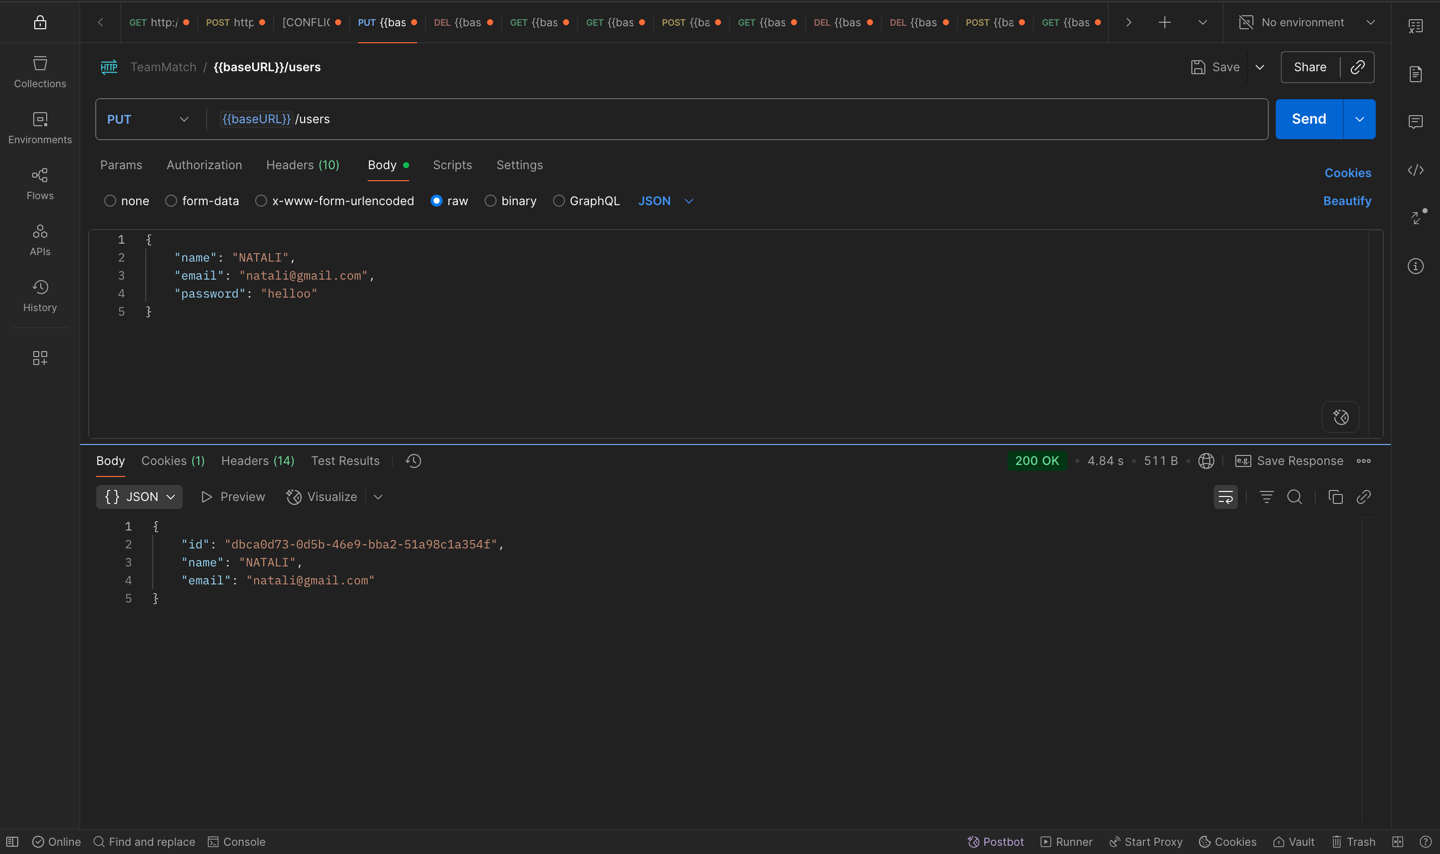 GET http:/
POST http
[CONFLIC
PUT {{bas
DEL {{bas
GET {{bas
GET {{bas
POST {{ba
GET {{bas
DEL {{bas
DEL {{bas
POST {{ba
GET {{bas
No environment
Collections
Environments
Flows
APIs
History
HTTP TeamMatch / {{baseURL}}/users
Save
Share
PUT {{baseURL}} /users
Send
Params Authorization Headers (10) Body Scripts Settings
Cookies
none form-data x-www-form-urlencoded raw binary GraphQL JSON
Beautify
1 {
2 "name": "NATALI",
3 "email": "natali@gmail.com",
4 "password": "helloo"
5 }
Body Cookies (1) Headers (14) Test Results
200 OK • 4.84 s • 511 B •
e.g. Save Response
{} JSON Preview Visualize
1 {
2 "id": "dbca0d73-0d5b-46e9-bba2-51a98c1a354f",
3 "name": "NATALI",
4 "email": "natali@gmail.com"
5 }
Online Find and replace Console
Postbot Runner Start Proxy Cookies Vault Trash